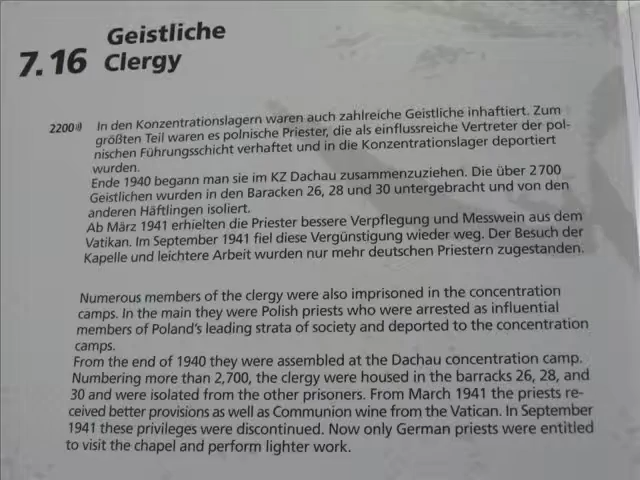 7.16
Geistliche
Clergy
2200
In den Konzentrationslagern waren auch zahlreiche Geistliche inhaftiert. Zum
größten Teil waren es polnische Priester, die als einflussreiche Vertreter der pol-
nischen Führungsschicht verhaftet und in die Konzentrationslager deportiert
wurden.
Ende 1940 begann man sie im KZ Dachau zusammenzuziehen. Die über 2700
Geistlichen wurden in den Baracken 26, 28 und 30 untergebracht und von den
anderen Häftlingen isoliert.
Ab März 1941 erhielten die Priester bessere Verpflegung und Messwein aus dem
Vatikan. Im September 1941 fiel diese Vergünstigung wieder weg. Der Besuch der
Kapelle und leichtere Arbeit wurden nur mehr deutschen Priestern zugestanden.
Numerous members of the clergy were also imprisoned in the concentration
camps. In the main they were Polish priests who were arrested as influential
members of Poland's leading strata of society and deported to the concentration
camps.
From the end of 1940 they were assembled at the Dachau concentration camp.
Numbering more than 2,700, the clergy were housed in the barracks 26, 28, and
30 and were isolated from the other prisoners. From March 1941 the priests re-
ceived better provisions as well as Communion wine from the Vatican. In September
1941 these privileges were discontinued. Now only German priests were entitled
to visit the chapel and perform lighter work.